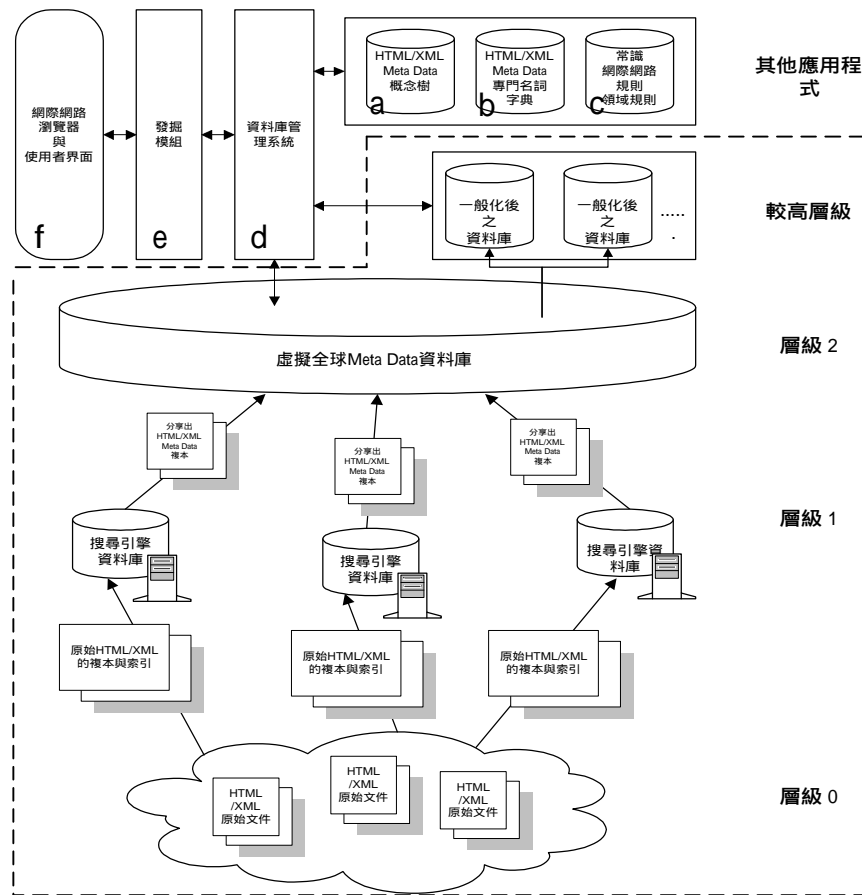 HTML/XML
Meta Data
概念樹
a
HTML/XML
Meta Data
專門名詞
字典
b
常識
網際網路
規則
領域規則
c
其他應用程
式
網際網路
瀏覽器
與
使用者界面
f
發掘
模組
e
資料庫管
理系統
d
一般化後
之
資料庫
一般化後
之
資料庫
.....
.
較高層級
虛擬全球Meta Data資料庫
層級 2
分享出
HTML/XML
Meta Data
複本
分享出
HTML/XML
Meta Data
複本
分享出
HTML/XML
Meta Data
複本
搜尋引擎
資料庫
搜尋引擎
資料庫
搜尋引擎資
料庫
層級 1
原始HTML/XML
的複本與索引
原始HTML/XML
的複本與索引
原始HTML/XML
的複本與索引
HTML
/XML
原始文件
HTML
/XML
原始文件
HTML
/XML
原始文件
層級 0